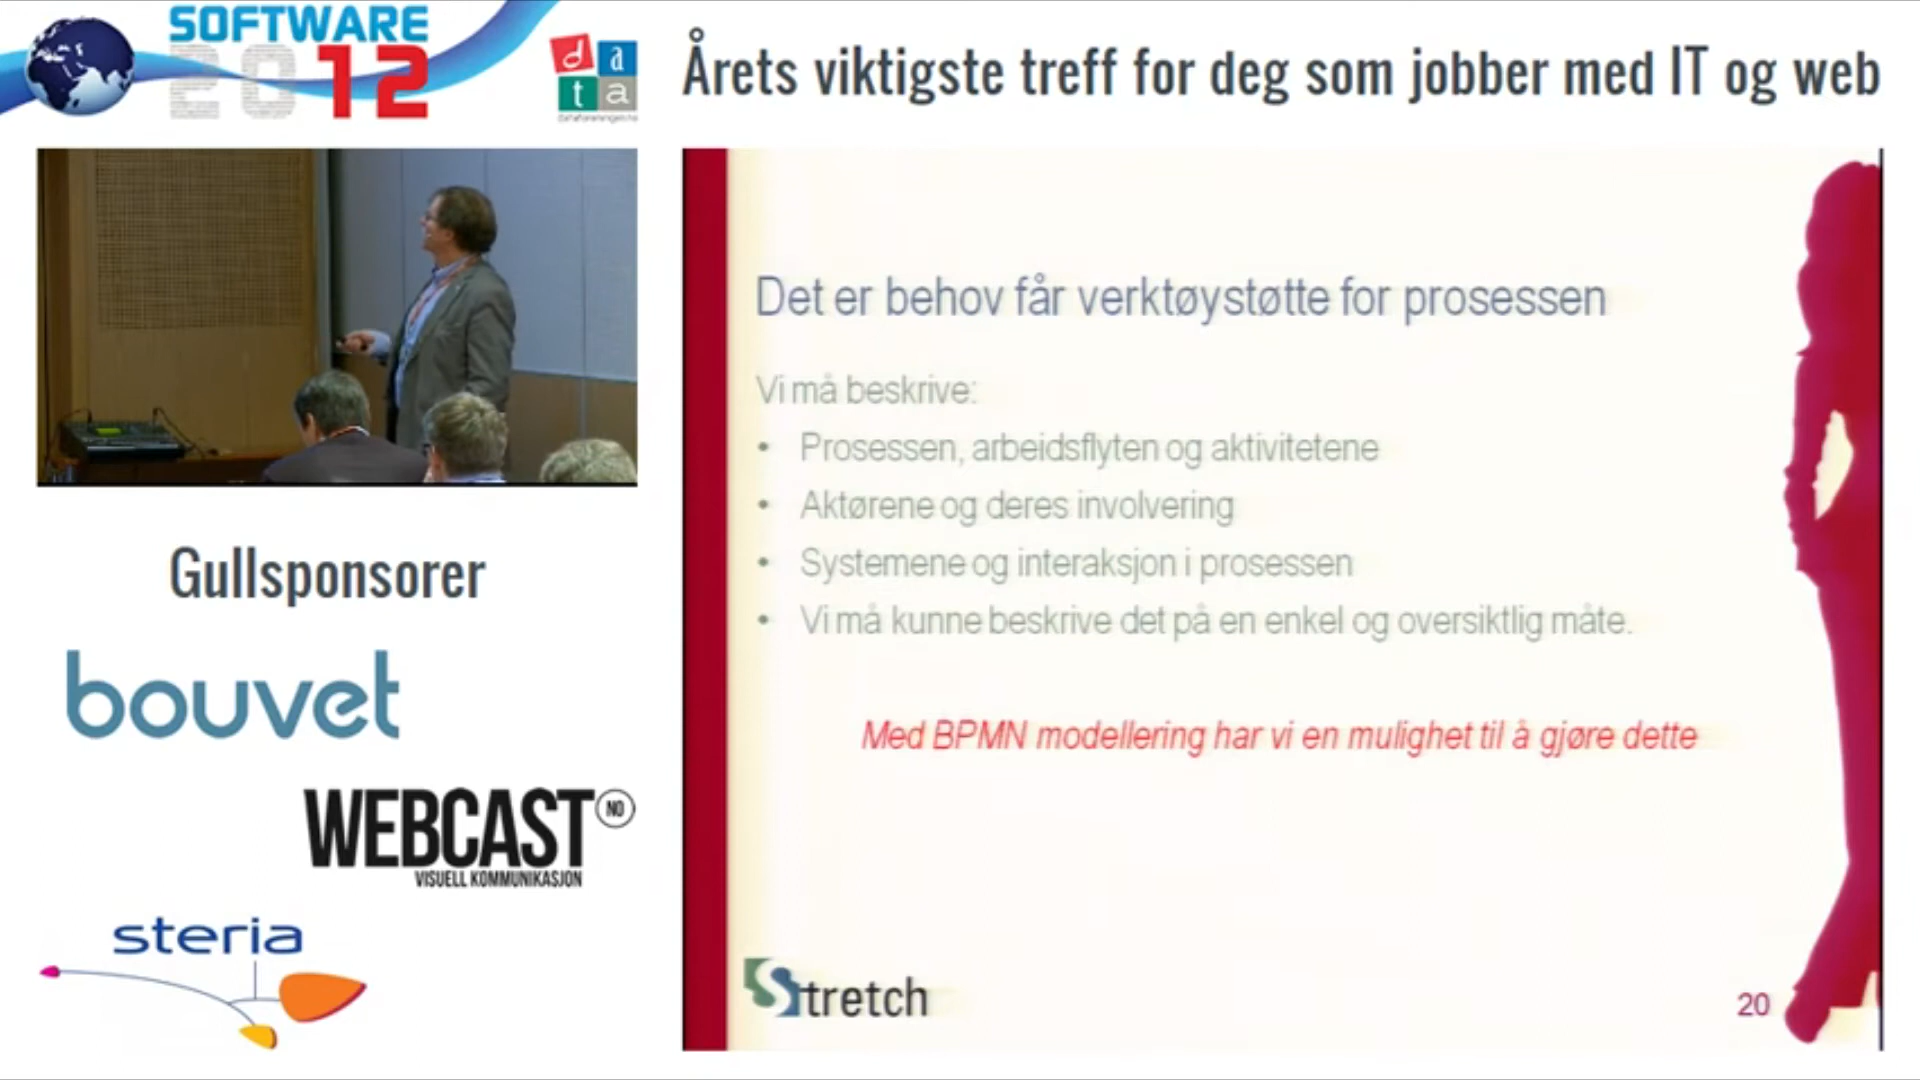 SOFTWARE
2012
data
Årets viktigste treff for deg som jobber med IT og web
Det er behov får verktøystøtte for prosessen
Vi må beskrive:
• Prosessen, arbeidsflyten og aktivitetene
• Aktørene og deres involvering
• Systemene og interaksjon i prosessen
• Vi må kunne beskrive det på en enkel og oversiktlig måte.
Med BPMN modellering har vi en mulighet til å gjøre dette
Stretch
20
Gullsponsorer
bouvet
WEBCAST NO
VISUELL KOMMUNIKASJON
steria